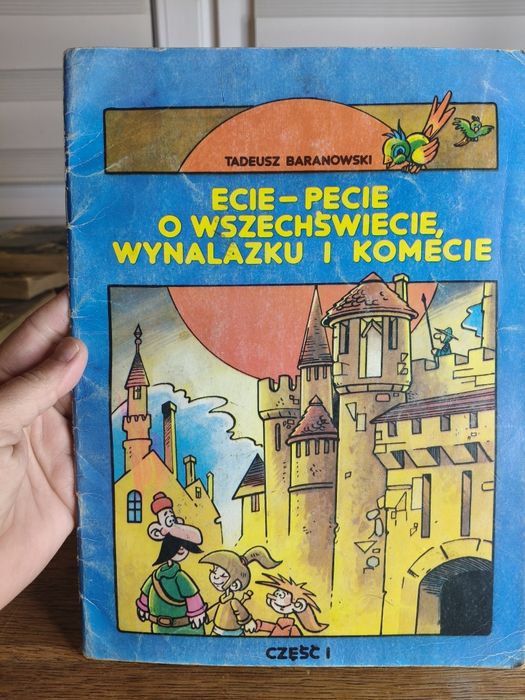 TADEUSZ BARANOWSKI
ECIE-PECIE
O WSZECHŚWIECIE,
WYNALAZKU I KOMECIE
CZĘŚĆ I